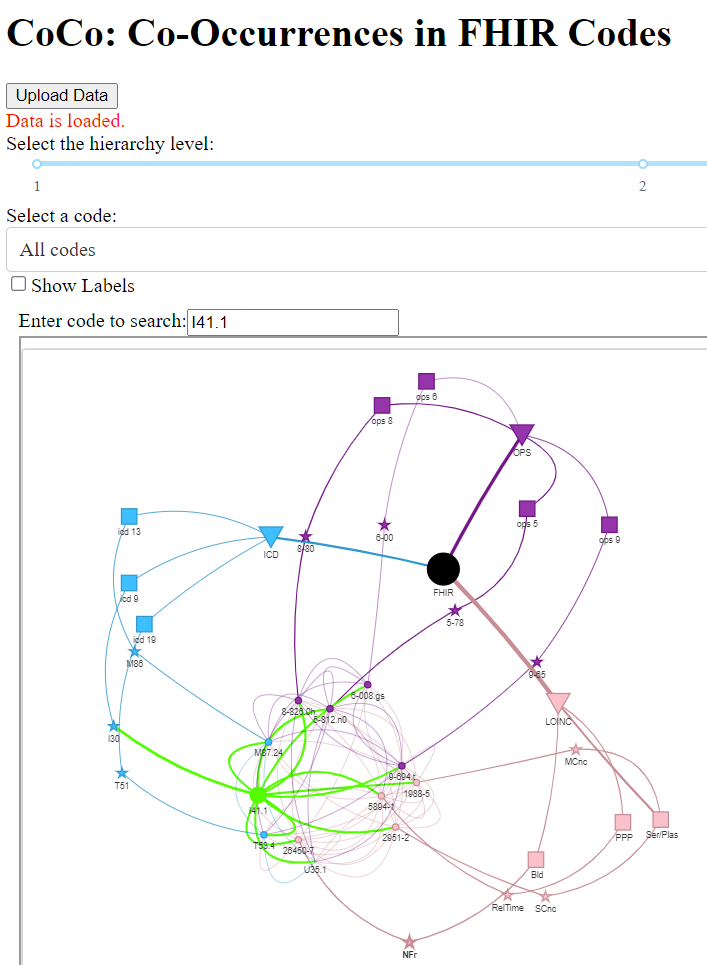 CoCo: Co-Occurrences in FHIR Codes
Upload Data
Data is loaded.
Select the hierarchy level:
1 2
Select a code:
All codes
Show Labels
Enter code to search: I41.1
ops 6
ops 8
OPS
ops 5
ops 9
icd 13
ICD
8-80
6-00
FHIR
icd 9
5-78
icd 19
M86
9-65
6-008.gs
8-826.0h
5-812.n0
LOINC
I30
M87.24
MCnc
9-694.t
T51
1988-5
I41.1
5894-1
PPP
Ser/Plas
2951-2
T53.4
26450-7
U35.1
Bld
RelTime
SCnc
NFr